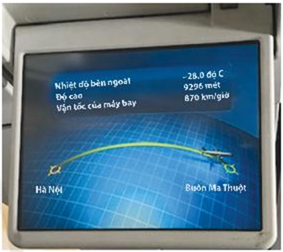 Nhiệt độ bên ngoài -28.0 độ C
Độ cao 9296 mét
Vận tốc của máy bay 870 km/giờ
Hà Nội Buôn Ma Thuột